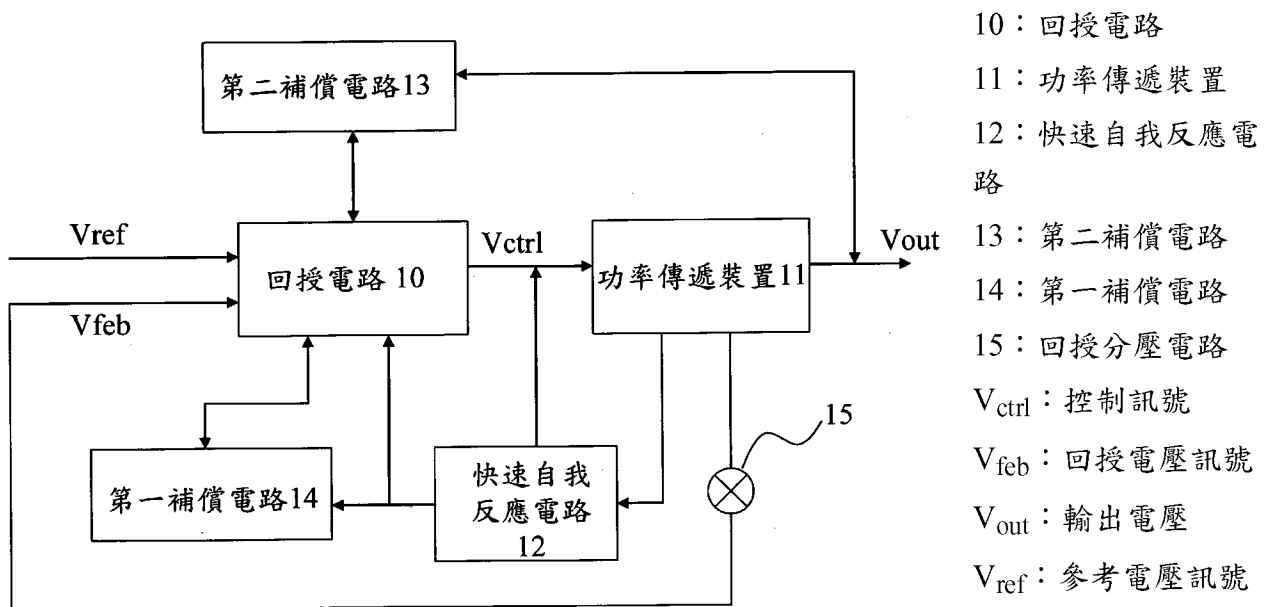 第二補償電路13
Vref
Vfeb
回授電路 10
Vctrl
功率傳遞裝置11
Vout
第一補償電路14
快速自我
反應電路
12
15
10：回授電路
11：功率傳遞裝置
12：快速自我反應電
路
13：第二補償電路
14：第一補償電路
15：回授分壓電路
Vctrl：控制訊號
Vfeb：回授電壓訊號
Vout：輸出電壓
Vref：參考電壓訊號